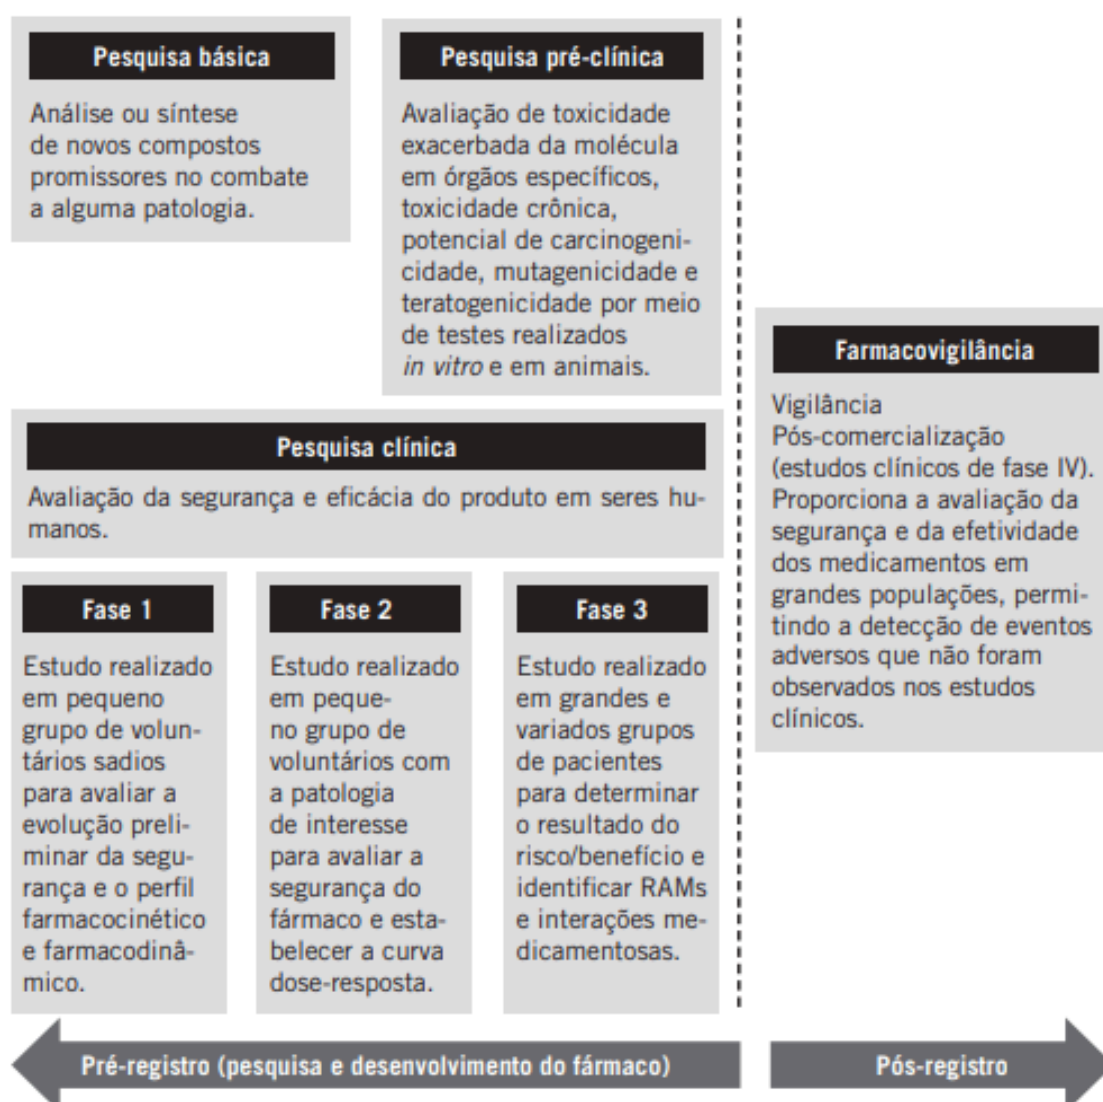 Pesquisa básica
Análise ou síntese
de novos compostos
promissores no combate
a alguma patologia.
Pesquisa pré-clínica
Avaliação de toxicidade
exacerbada da molécula
em órgãos específicos,
toxicidade crônica,
potencial de carcinogeni-
cidade, mutagenicidade e
teratogenicidade por meio
de testes realizados
in vitro e em animais.
Pesquisa clínica
Avaliação da segurança e eficácia do produto em seres hu-
manos.
Fase 1
Estudo realizado
em pequeno
grupo de volun-
tários sadios
para avaliar a
evolução preli-
minar da segu-
rança e o perfil
farmacocinético
e farmacodinâ-
mico.
Fase 2
Estudo realizado
em peque-
no grupo de
voluntários com
a patologia
de interesse
para avaliar a
segurança do
fármaco e esta-
belecer a curva
dose-resposta.
Fase 3
Estudo realizado
em grandes e
variados grupos
de pacientes
para determinar
o resultado do
risco/benefício e
identificar RAMs
e interações me-
dicamentosas.
Farmacovigilância
Vigilância
Pós-comercialização
(estudos clínicos de fase IV).
Proporciona a avaliação da
segurança e da efetividade
dos medicamentos em
grandes populações, permi-
tindo a detecção de eventos
adversos que não foram
observados nos estudos
clínicos.
Pré-registro (pesquisa e desenvolvimento do fármaco)
Pós-registro